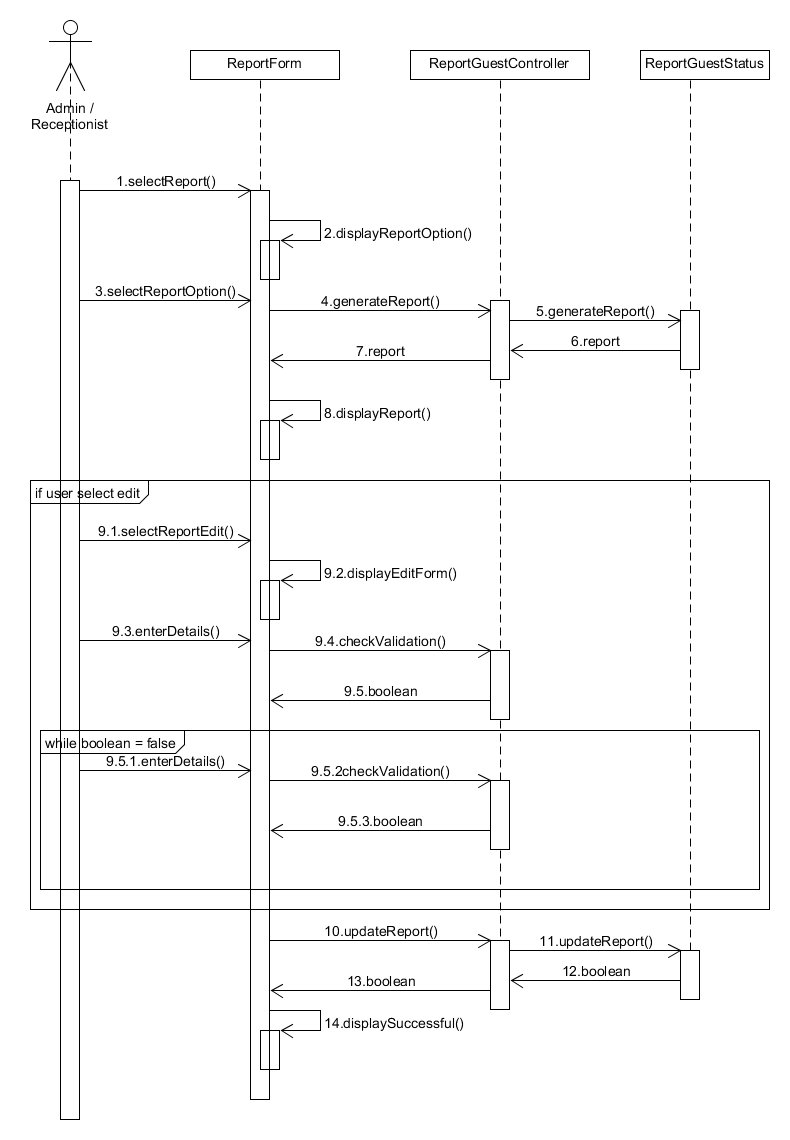 ReportForm
ReportGuestController
ReportGuestStatus
Admin /
Receptionist
1.selectReport()
2.displayReportOption()
3.selectReportOption()
4.generateReport()
5.generateReport()
6.report
7.report
8.displayReport()
if user select edit
9.1.selectReportEdit()
9.2.displayEditForm()
9.3.enterDetails()
9.4.checkValidation()
9.5.boolean
while boolean = false
9.5.1.enterDetails()
9.5.2checkValidation()
9.5.3.boolean
10.updateReport()
11.updateReport()
12.boolean
13.boolean
14.displaySuccessful()